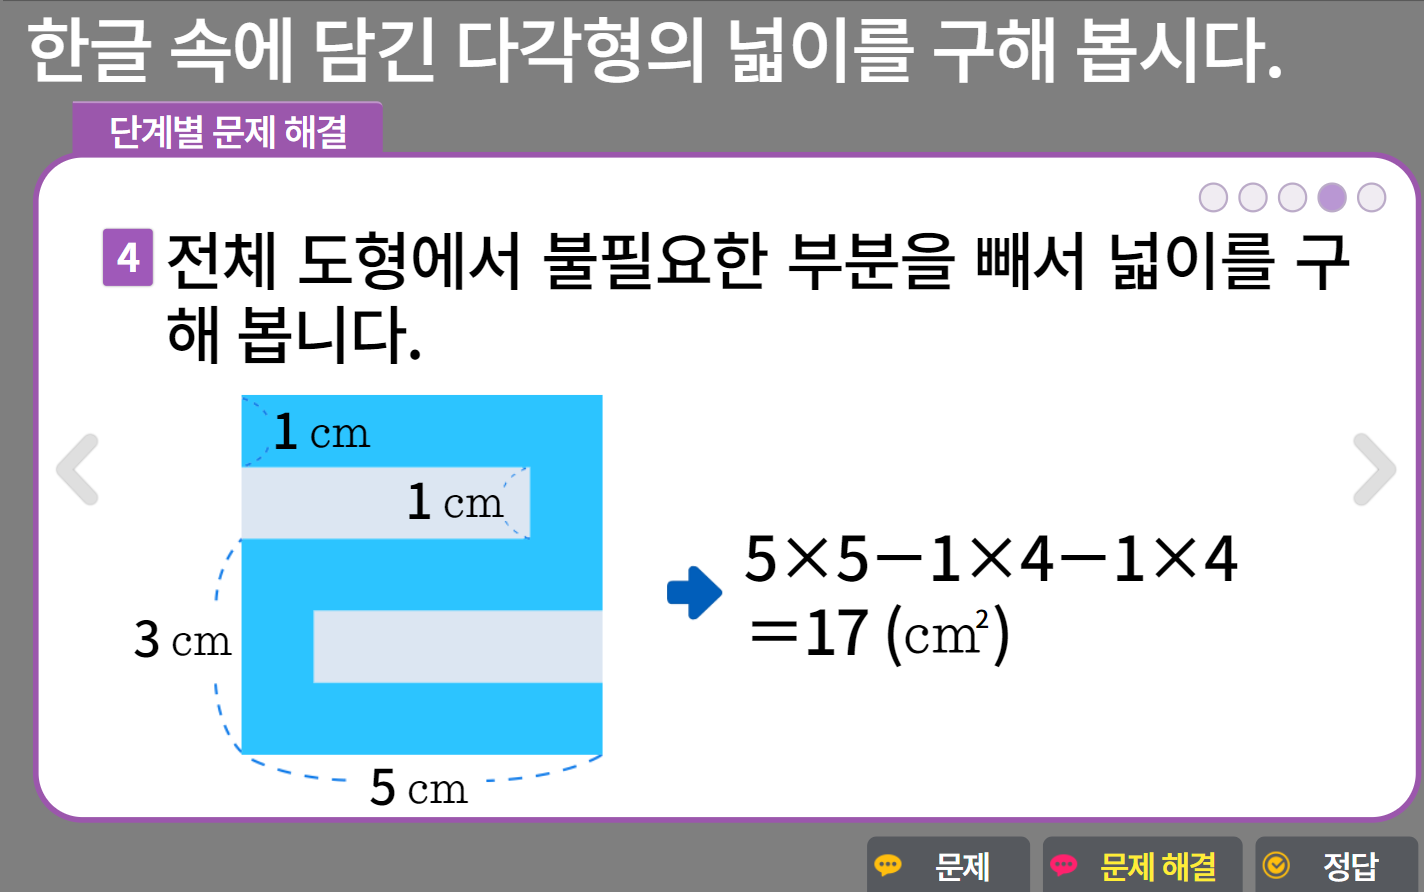 한글 속에 담긴 다각형의 넓이를 구해 봅시다.
단계별 문제 해결
4 전체 도형에서 불필요한 부분을 빼서 넓이를 구
해 봅니다.
1 cm
1 cm
3 cm
5 cm
5×5－1×4－1×4
＝17 (cm²)
문제
문제 해결
정답